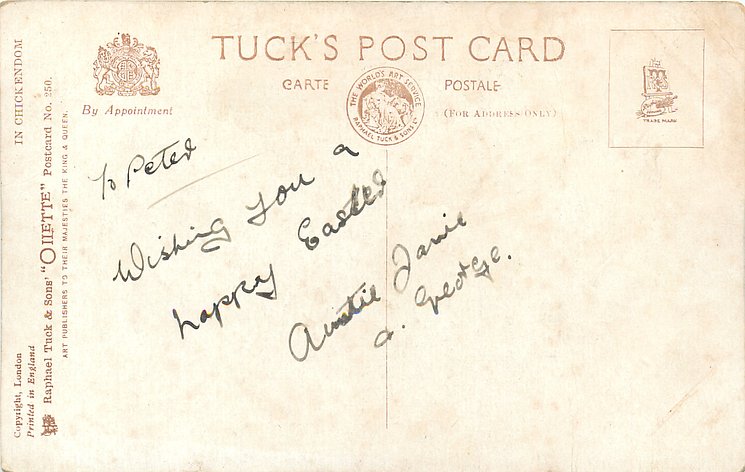 TUCK'S POST CARD
CARTE POSTALE
By Appointment
THE WORLD'S ART SERVICE
RAPHAEL TUCK & SONS LTD
(FOR ADDRESS ONLY)
TRADE MARK
To Peter
Wishing you a
happy Easter
Auntie Janie
& George.
IN CHICKENDOM
Raphael Tuck & Sons' "OILETTE" Postcard No. 250.
ART PUBLISHERS TO THEIR MAJESTIES THE KING & QUEEN.
Copyright, London
Printed in England